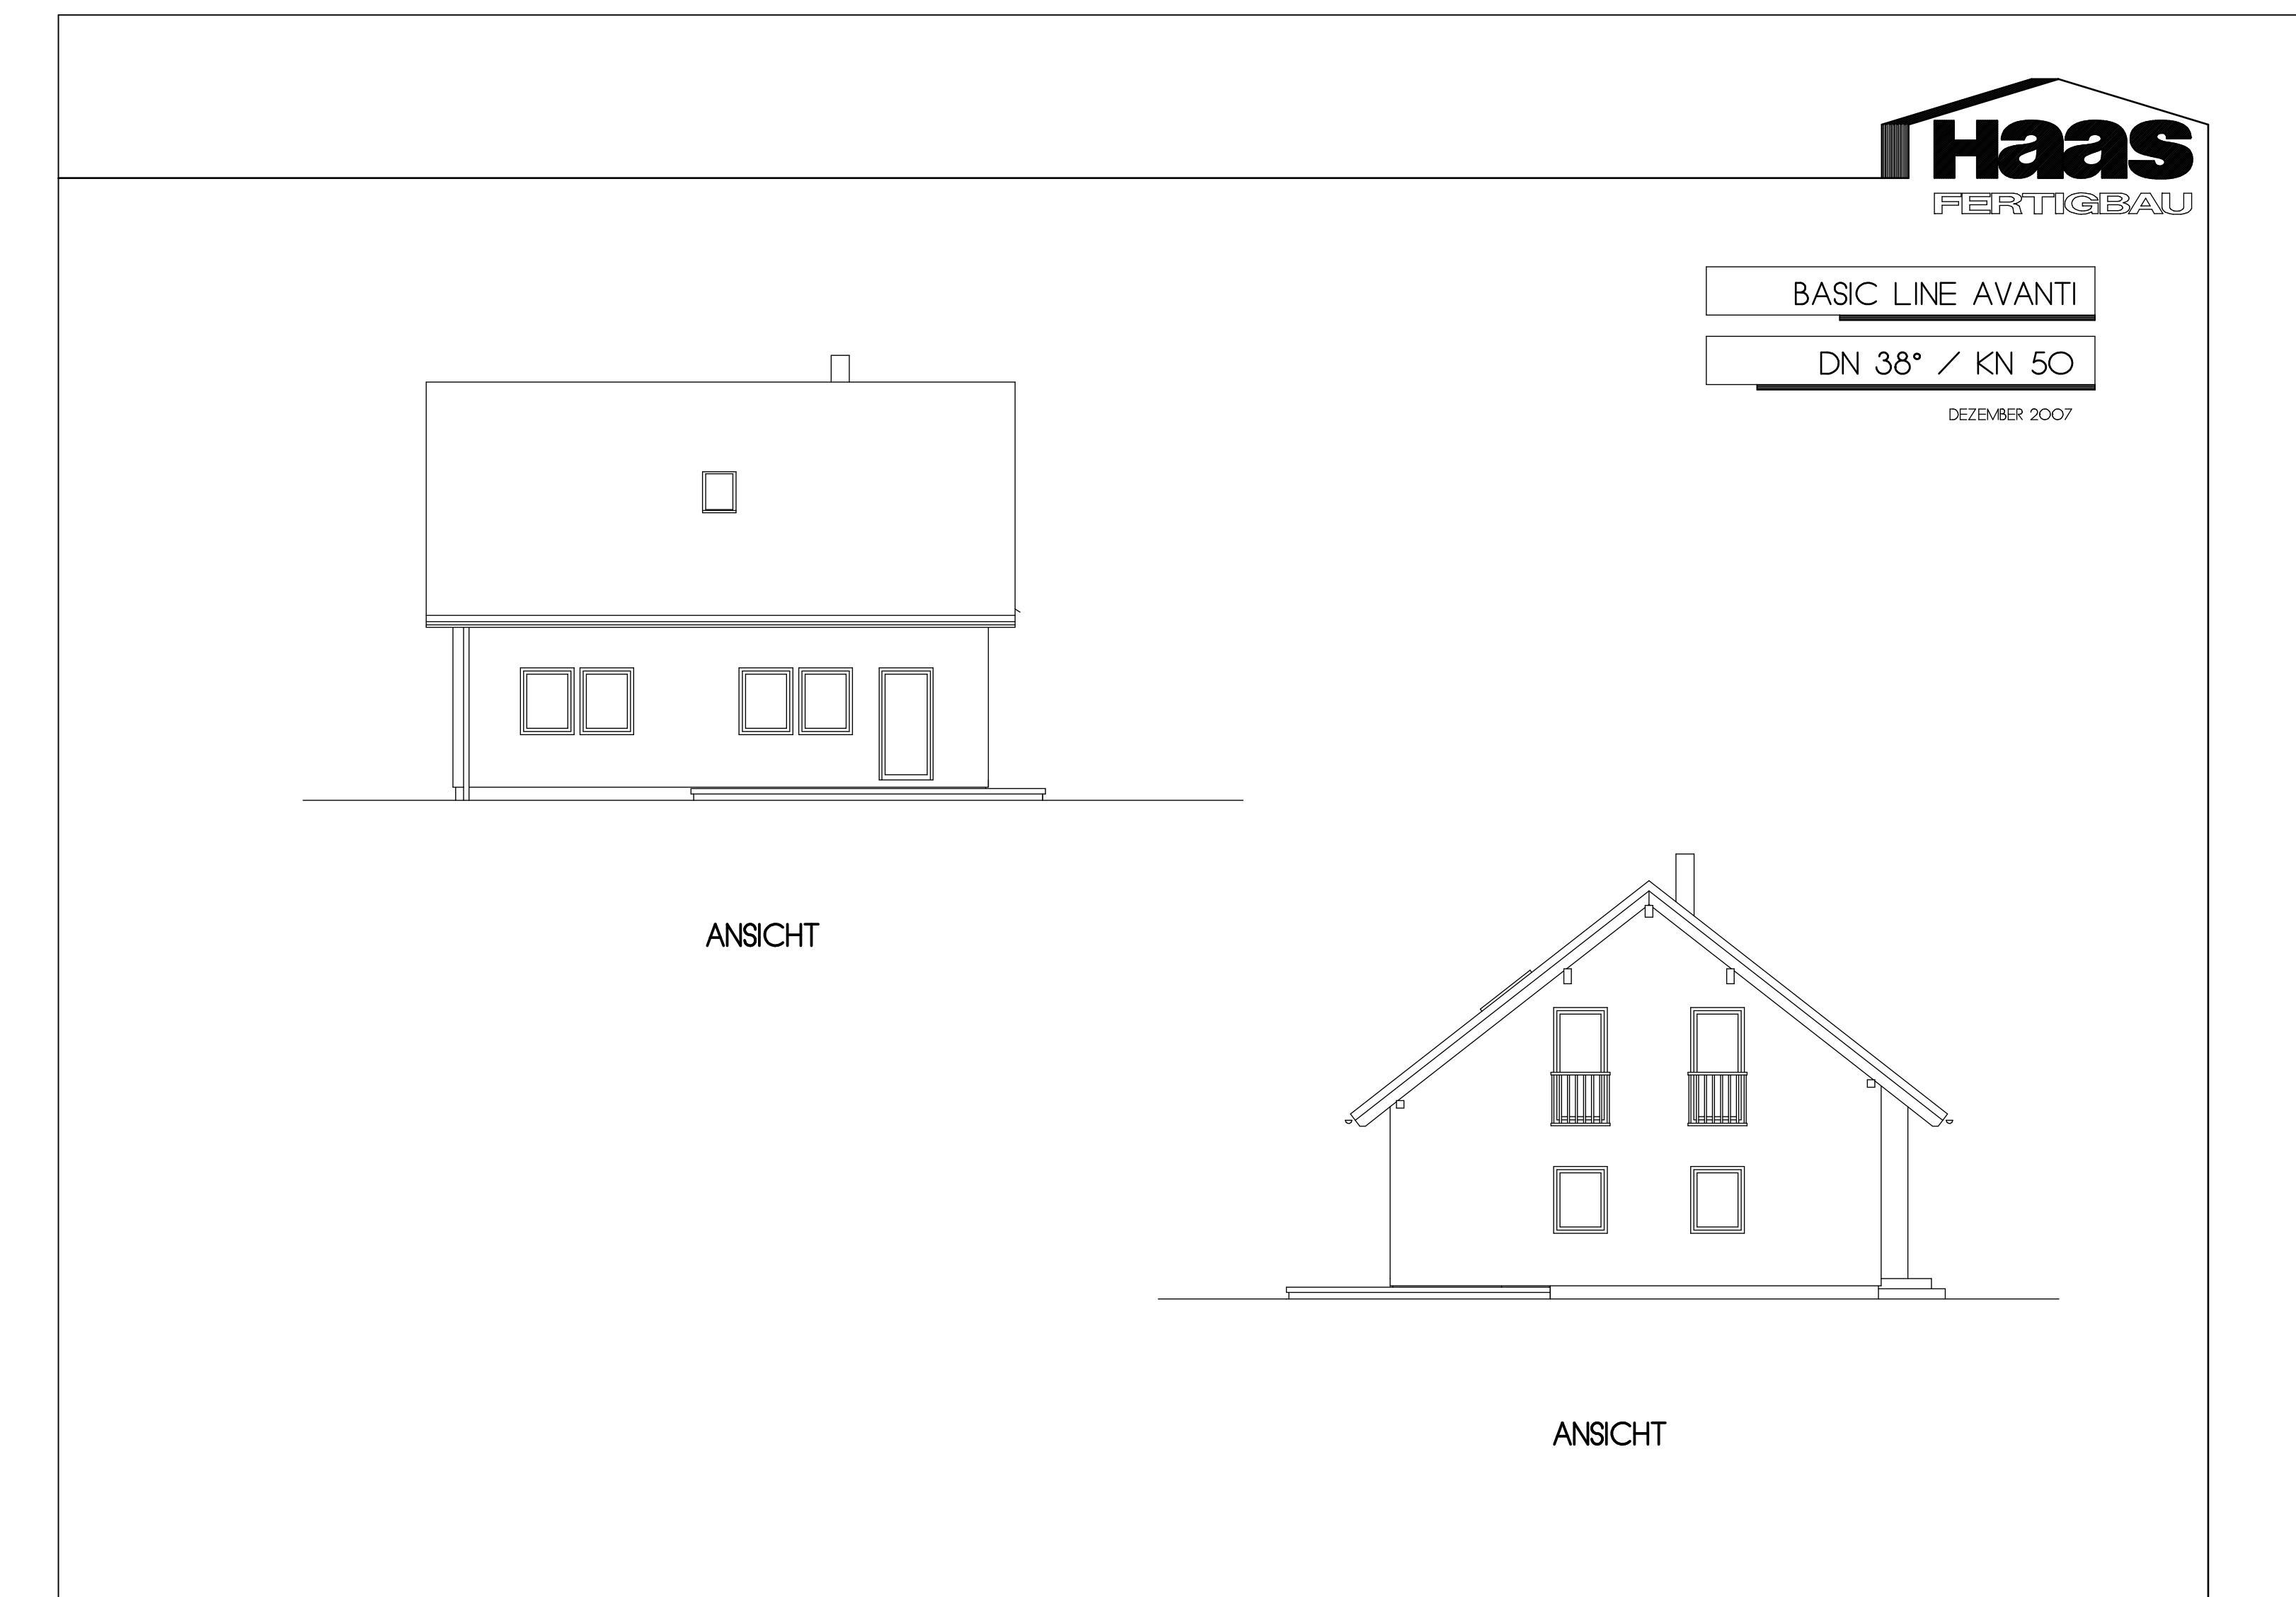 Haas
FERTIGBAU
BASIC LINE AVANTI
DN 38° / KN 50
DEZEMBER 2007
ANSICHT
ANSICHT